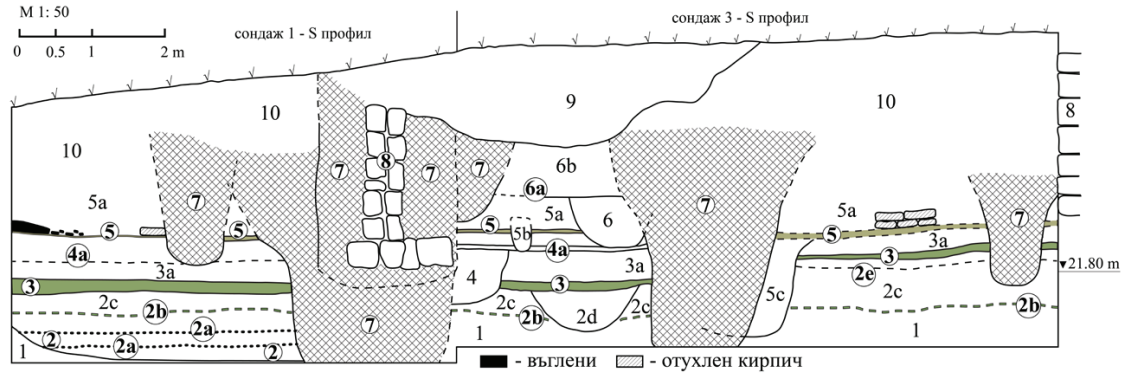 М 1: 50
0 0.5 1 2 m
сондаж 1 - S профил
сондаж 3 - S профил
10 9 10 8
10 7 8 7 7 6b 7
6a
5a 7 5a 6 5a 7
5 5 5 5b 5
4a 4a 3a
3a 3a 3 21.80 m
3 4 3 2e
2c 2c 2c 5c 2c
2b 2b 2d 2b
2 2a 7 1 1
1 2a 2
- въглени - отухлен кирпич